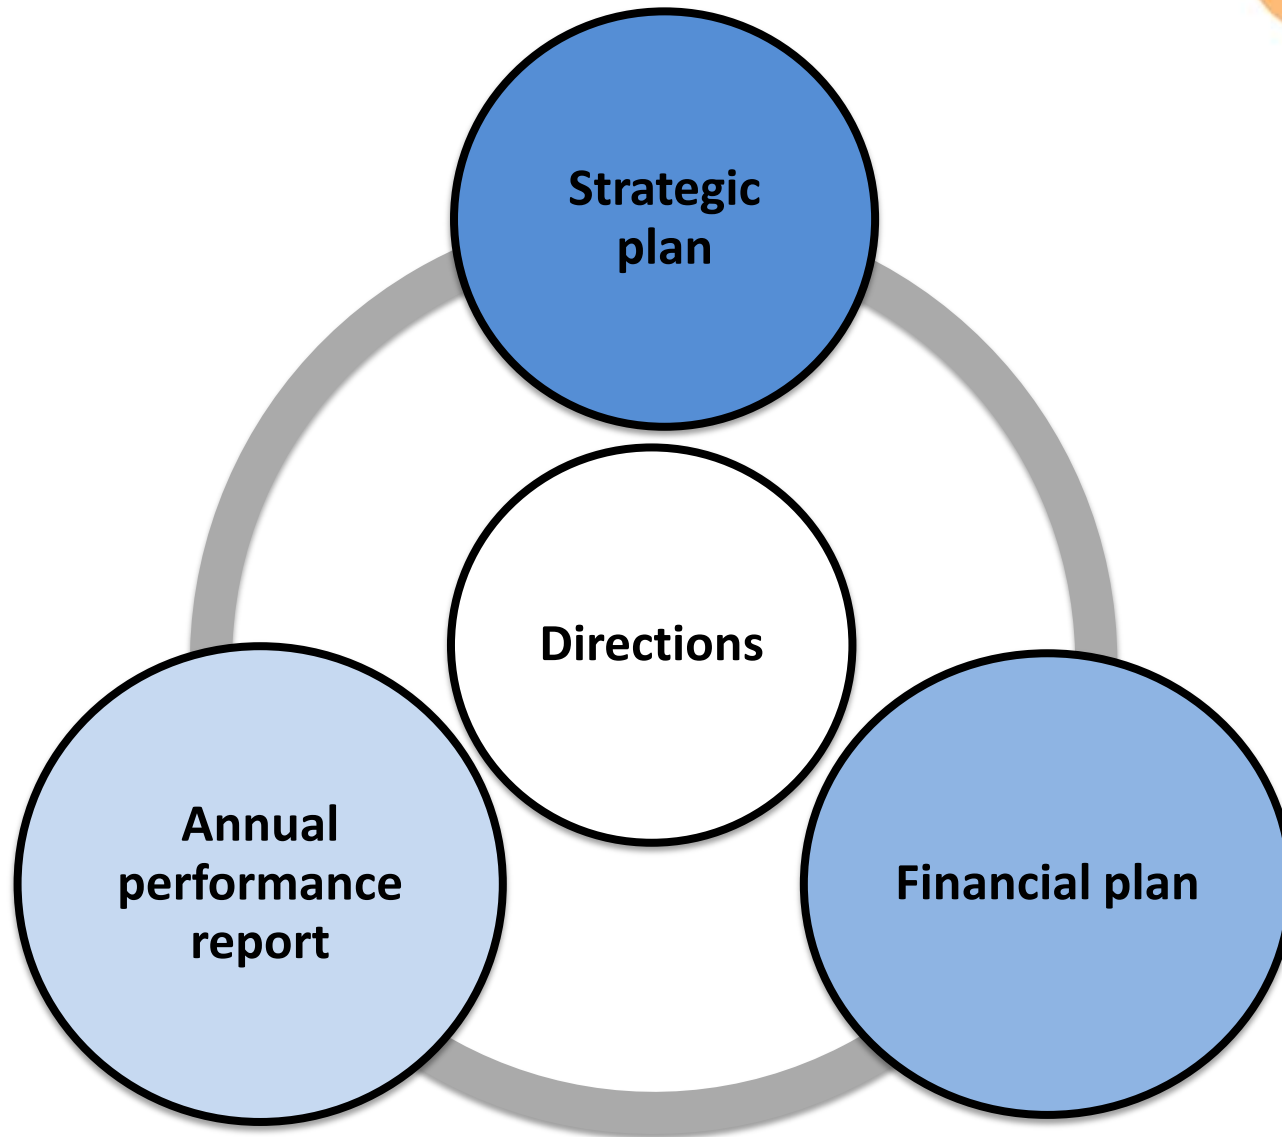 Strategic
plan
Directions
Annual
performance
report
Financial plan